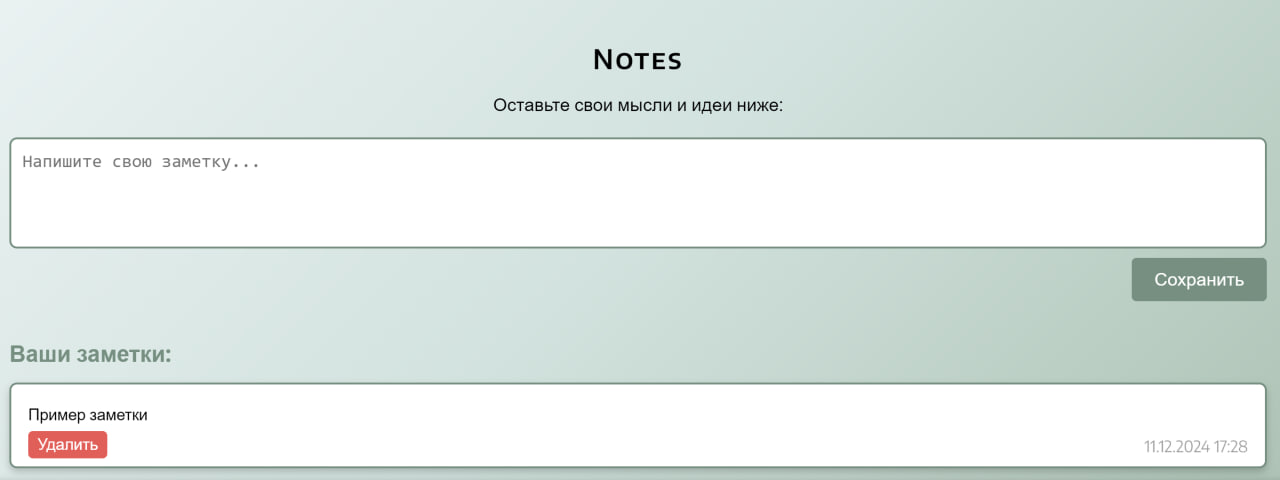 Notes
Оставьте свои мысли и идеи ниже:
Напишите свою заметку...
Сохранить
Ваши заметки:
Пример заметки
Удалить
11.12.2024 17:28